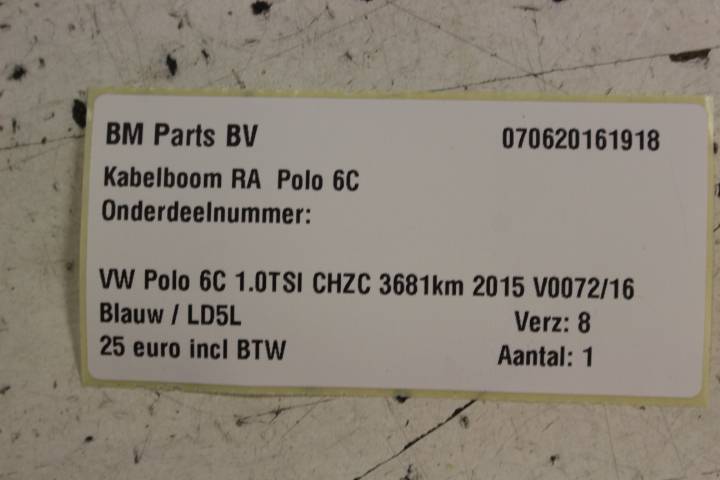 BM Parts BV 070620161918
Kabelboom RA Polo 6C
Onderdeelnummer:
VW Polo 6C 1.0TSI CHZC 3681km 2015 V0072/16
Blauw / LD5L Verz: 8
25 euro incl BTW Aantal: 1